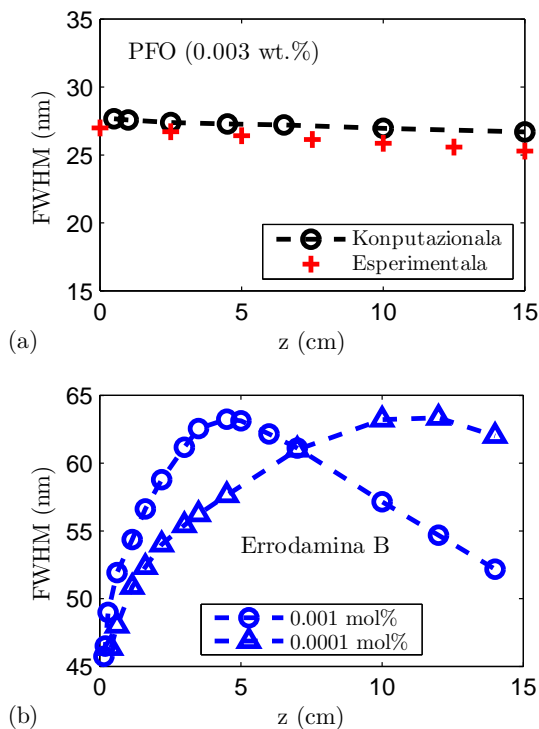 35
PFO (0.003 wt.%)
30
25
20
15
FWHM (nm)
Konputazionala
Esperimentala
0 5 10 15
z (cm)
(a)
65
60
55
50
45
FWHM (nm)
Errodamina B
0.001 mol%
0.0001 mol%
0 5 10 15
z (cm)
(b)